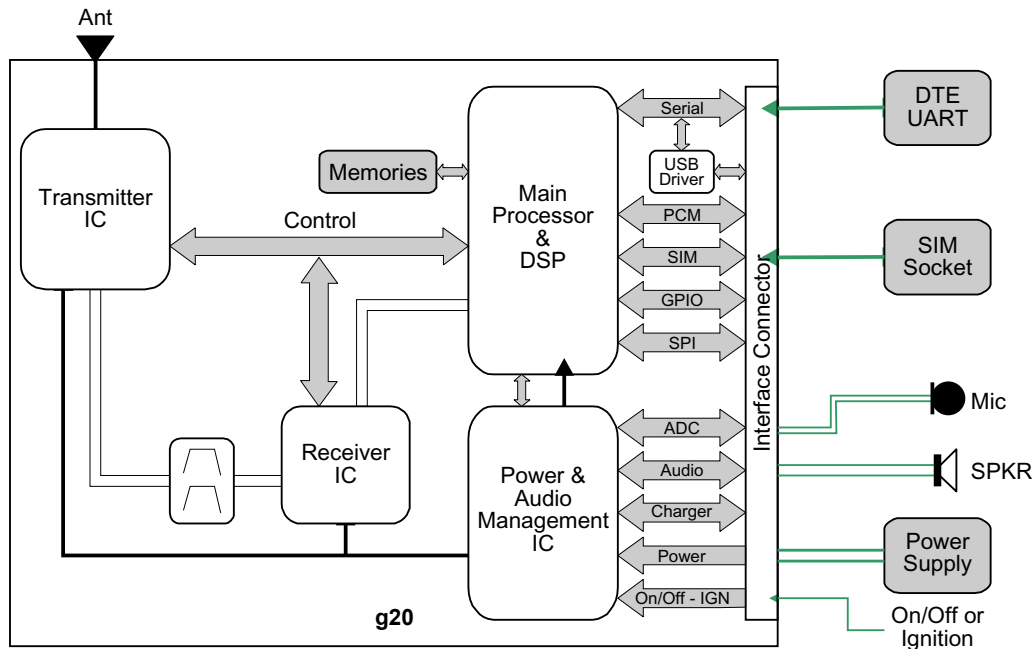 Ant
Transmitter
IC
Memories
Control
Main
Processor
&
DSP
Serial
USB
Driver
PCM
SIM
GPIO
SPI
Interface Connector
DTE
UART
SIM
Socket
Receiver
IC
Power &
Audio
Management
IC
ADC
Audio
Charger
Power
On/Off - IGN
Mic
SPKR
Power
Supply
On/Off or
Ignition
g20